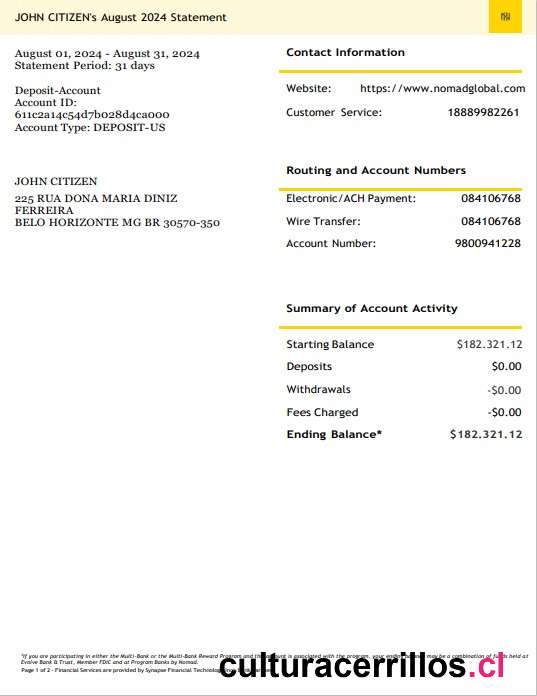 JOHN CITIZEN's August 2024 Statement
August 01, 2024 - August 31, 2024
Statement Period: 31 days
Deposit-Account
Account ID:
611c2a14c54d7b028d4ca000
Account Type: DEPOSIT-US
JOHN CITIZEN
225 RUA DONA MARIA DINIZ
FERREIRA
BELO HORIZONTE MG BR 30570-350
Contact Information
Website: https://www.nomadglobal.com
Customer Service: 18889982261
Routing and Account Numbers
Electronic/ACH Payment: 084106768
Wire Transfer: 084106768
Account Number: 9800941228
Summary of Account Activity
Starting Balance $182.321.12
Deposits $0.00
Withdrawals -$0.00
Fees Charged -$0.00
Ending Balance* $182.321.12
*If you are participating in either the Multi-Bank or the Multi-Bank Reward Program and the account is associated with the program, your ending balance may be a combination of funds held at
Evolve Bank & Trust, Member FDIC and at Program Banks by Nomad.
Page 1 of 2 - Financial Services are provided by Synapse Financial Technologies
culturacerrillos.cl